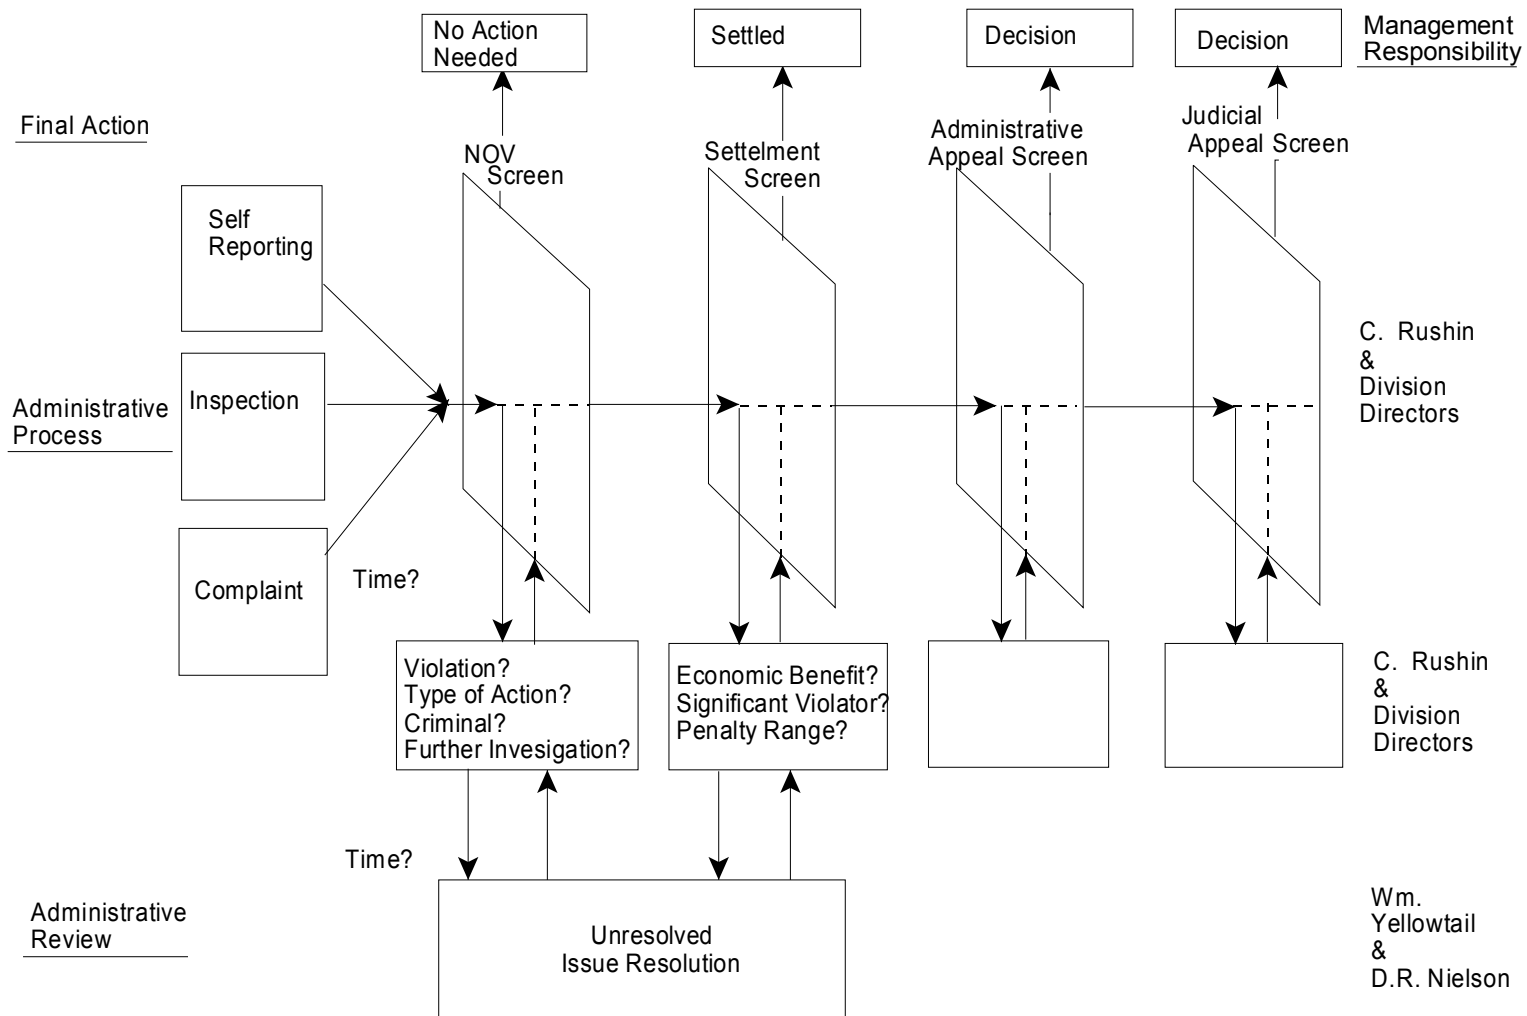 No Action
Needed
Settled
Decision
Decision
Management
Responsibility
Final Action
NOV
Screen
Settelment
Screen
Administrative
Appeal Screen
Judicial
Appeal Screen
Self
Reporting
Inspection
Complaint
Administrative
Process
C. Rushin
&
Division
Directors
Time?
Violation?
Type of Action?
Criminal?
Further Invesigation?
Economic Benefit?
Significant Violator?
Penalty Range?
C. Rushin
&
Division
Directors
Time?
Administrative
Review
Unresolved
Issue Resolution
Wm.
Yellowtail
&
D.R. Nielson